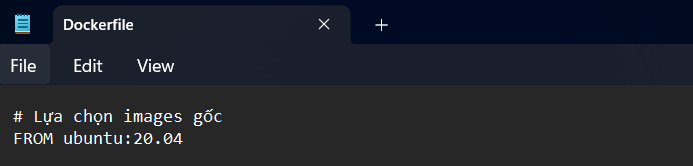 Dockerfile
File Edit View
# Lựa chọn images gốc
FROM ubuntu:20.04